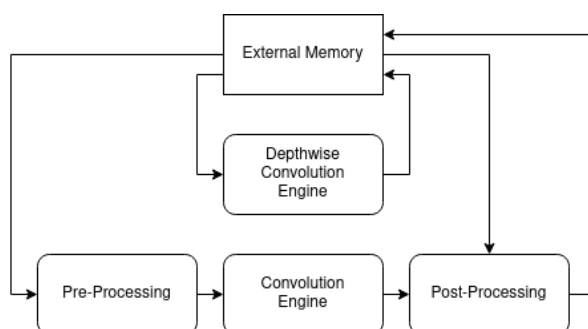 External Memory
Depthwise
Convolution
Engine
Pre-Processing
Convolution
Engine
Post-Processing